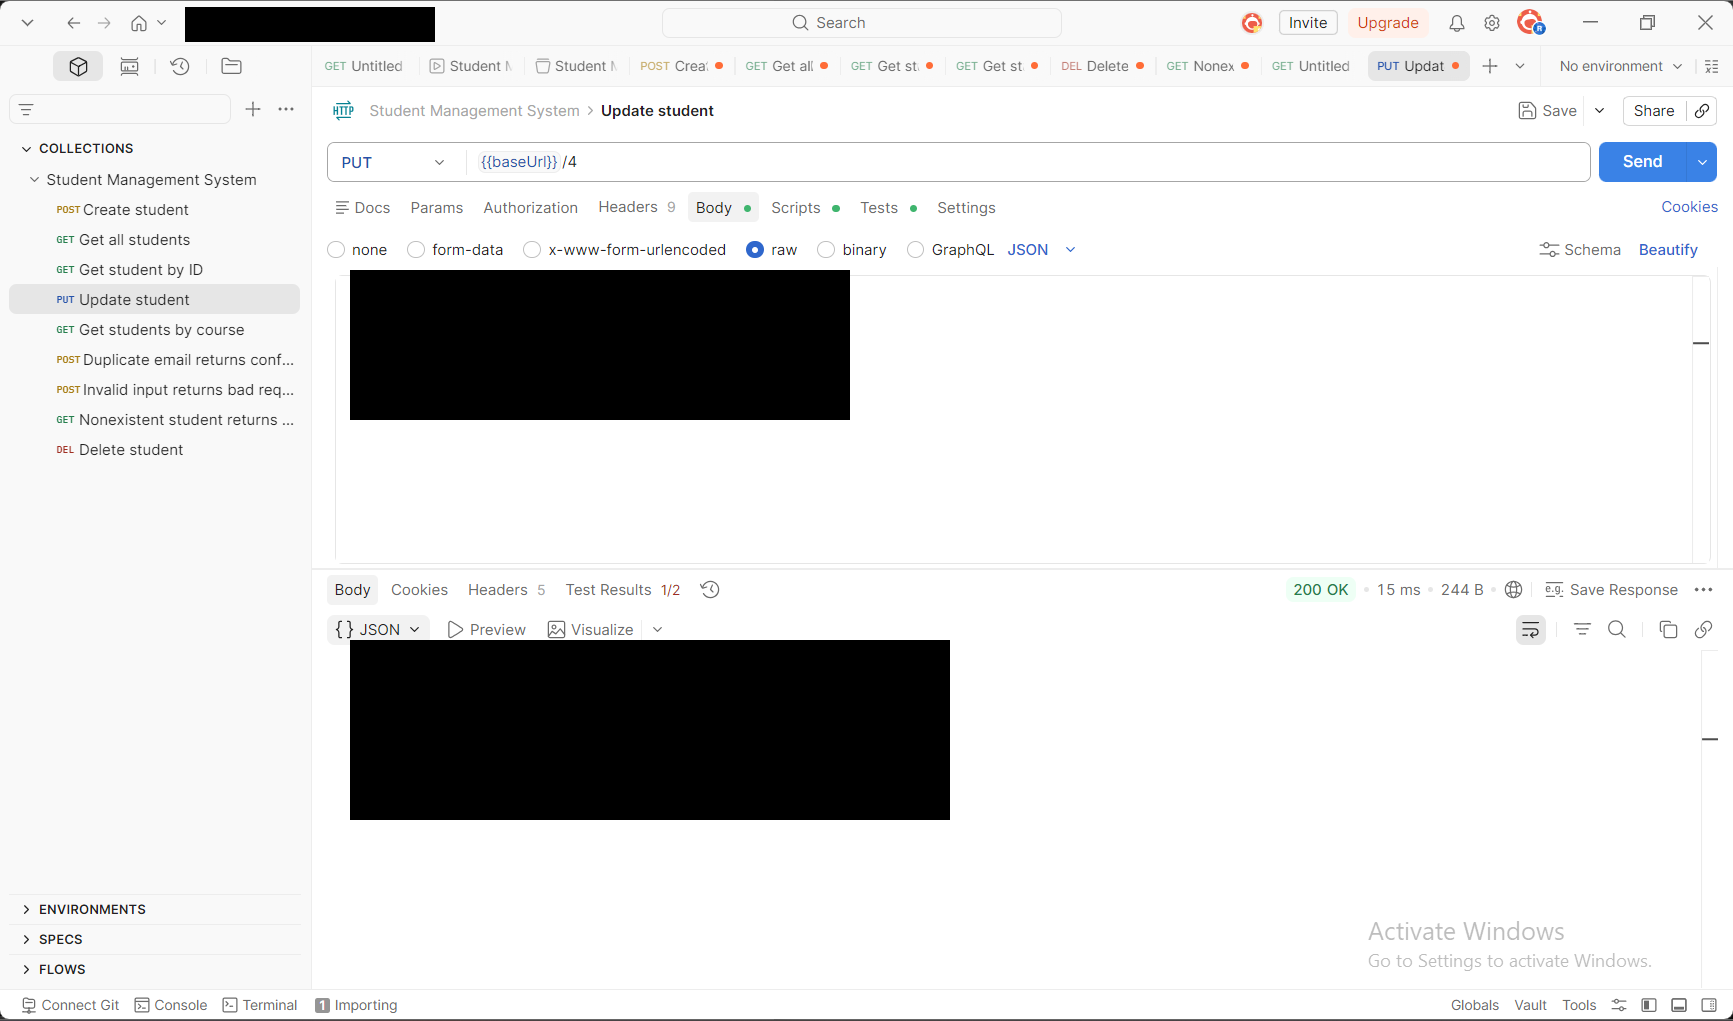 Search
Invite
Upgrade
GET Untitled
Student M
Student M
POST Crea
GET Get all
GET Get st
GET Get st
DEL Delete
GET Nonex
GET Untitled
PUT Updat
No environment
HTTP Student Management System > Update student
Save
Share
COLLECTIONS
Student Management System
POST Create student
GET Get all students
GET Get student by ID
PUT Update student
GET Get students by course
POST Duplicate email returns conf...
POST Invalid input returns bad req...
GET Nonexistent student returns ...
DEL Delete student
PUT
{{baseUrl}} /4
Send
Docs Params Authorization Headers 9 Body Scripts Tests Settings
Cookies
none form-data x-www-form-urlencoded raw binary GraphQL JSON
Schema Beautify
Body Cookies Headers 5 Test Results 1/2
200 OK • 15 ms • 244 B • e.g. Save Response
{} JSON Preview Visualize
ENVIRONMENTS
SPECS
FLOWS
Activate Windows
Go to Settings to activate Windows.
Connect Git Console Terminal 1 Importing
Globals Vault Tools